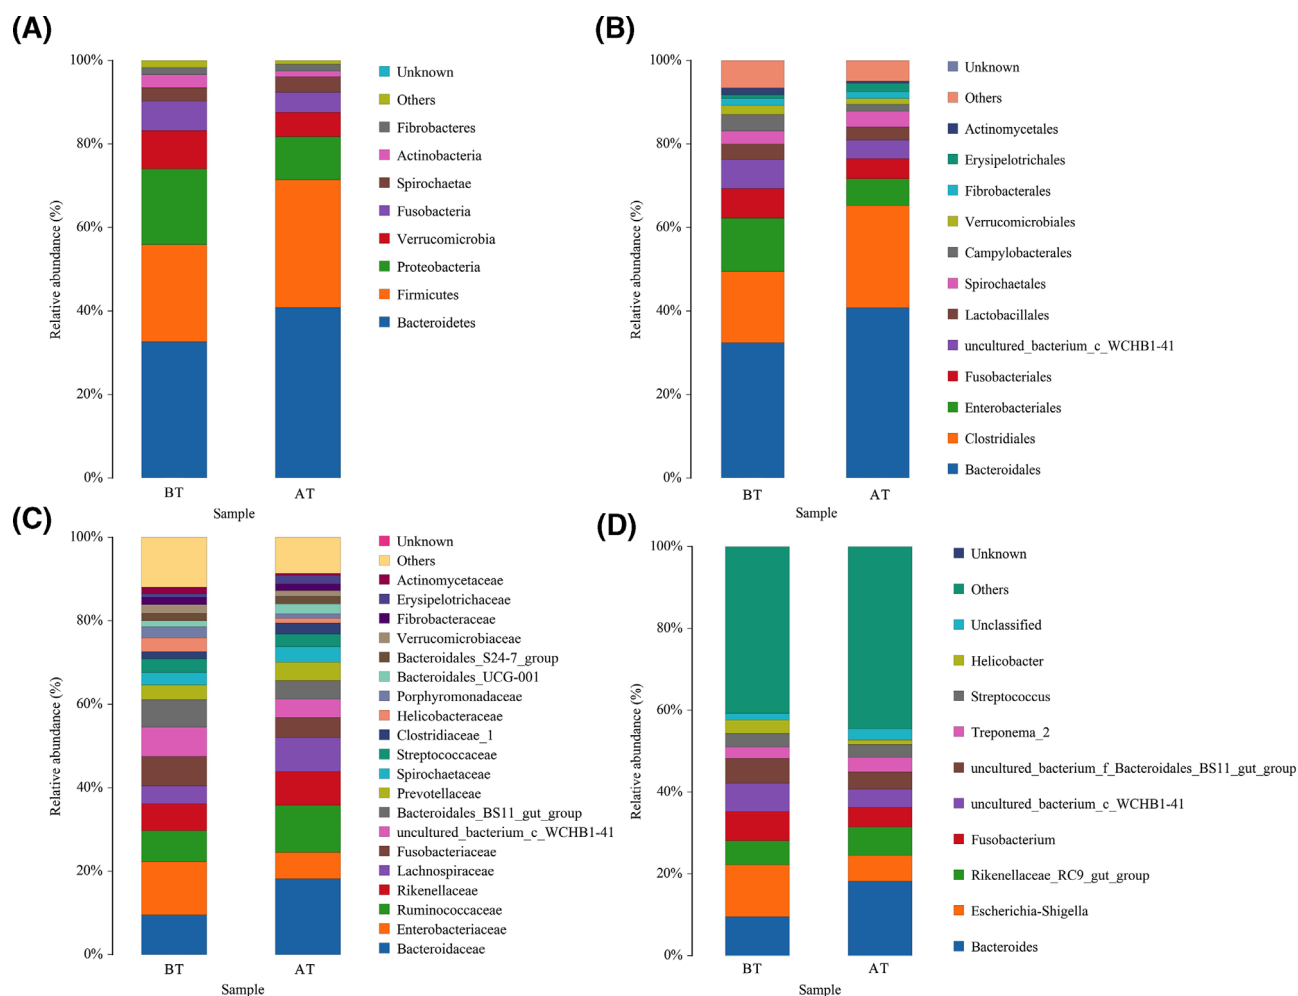 (A)
100%
80%
60%
40%
20%
0%
Relative abundance (%)
BT
AT
Sample
Unknown
Others
Fibrobacteres
Actinobacteria
Spirochaetae
Fusobacteria
Verrucomicrobia
Proteobacteria
Firmicutes
Bacteroidetes
(B)
100%
80%
60%
40%
20%
0%
Relative abundance (%)
BT
AT
Sample
Unknown
Others
Actinomycetales
Erysipelotrichales
Fibrobacterales
Verrucomicrobiales
Campylobacterales
Spirochaetales
Lactobacillales
uncultured_bacterium_c_WCHB1-41
Fusobacteriales
Enterobacteriales
Clostridiales
Bacteroidales
(C)
100%
80%
60%
40%
20%
0%
Relative abundance (%)
BT
AT
Sample
Unknown
Others
Actinomycetaceae
Erysipelotrichaceae
Fibrobacteraceae
Verrucomicrobiaceae
Bacteroidales_S24-7_group
Bacteroidales_UCG-001
Porphyromonadaceae
Helicobacteraceae
Clostridiaceae_1
Streptococcaceae
Spirochaetaceae
Prevotellaceae
Bacteroidales_BS11_gut_group
uncultured_bacterium_c_WCHB1-41
Fusobacteriaceae
Lachnospiraceae
Rikenellaceae
Ruminococcaceae
Enterobacteriaceae
Bacteroidaceae
(D)
100%
80%
60%
40%
20%
0%
Relative abundance (%)
BT
AT
Sample
Unknown
Others
Unclassified
Helicobacter
Streptococcus
Treponema_2
uncultured_bacterium_f_Bacteroidales_BS11_gut_group
uncultured_bacterium_c_WCHB1-41
Fusobacterium
Rikenellaceae_RC9_gut_group
Escherichia-Shigella
Bacteroides